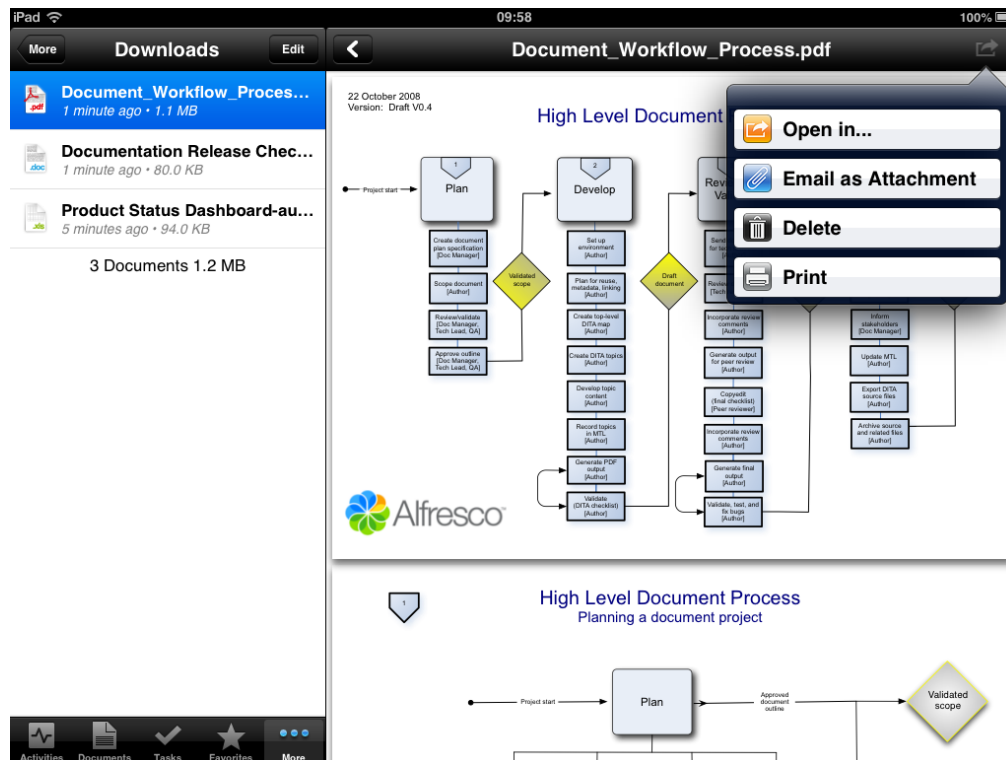 iPad
09:58
100%
More
Downloads
Edit
Document_Workflow_Process.pdf
Document_Workflow_Proces...
1 minute ago • 1.1 MB
Documentation Release Chec...
1 minute ago • 80.0 KB
Product Status Dashboard-au...
5 minutes ago • 94.0 KB
3 Documents 1.2 MB
22 October 2008
Version: Draft V0.4
High Level Document
Open in...
Email as Attachment
Delete
Print
Project start
1
Plan
Create document
plan specification
[Doc Manager]
Scope document
[Author]
Review/validate
[Doc Manager,
Tech Lead, QA]
Approve outline
[Doc Manager,
Tech Lead, QA]
Validated
scope
2
Develop
Set up
environment
[Author]
Plan for reuse,
metadata, linking
[Author]
Create top-level
DITA map
[Author]
Create DITA topics
[Author]
Develop topic
content
[Author]
Record topics
in MTL
[Author]
Generate PDF
output
[Author]
Validate
(DITA checklist)
[Author]
Draft
document
Incorporate review
comments
[Author]
Generate output
for peer review
[Author]
Copyedit
(final checklist)
[Peer reviewer]
Incorporate review
comments
[Author]
Generate final
output
[Author]
Validate, test, and
fix bugs
[Author]
Inform
stakeholders
[Doc Manager]
Update MTL
[Author]
Export DITA
source files
[Author]
Archive source
and related files
[Author]
Alfresco
1
High Level Document Process
Planning a document project
Project start
Plan
Approved
document
outline
Validated
scope
Activities
Documents
Tasks
Favorites
More